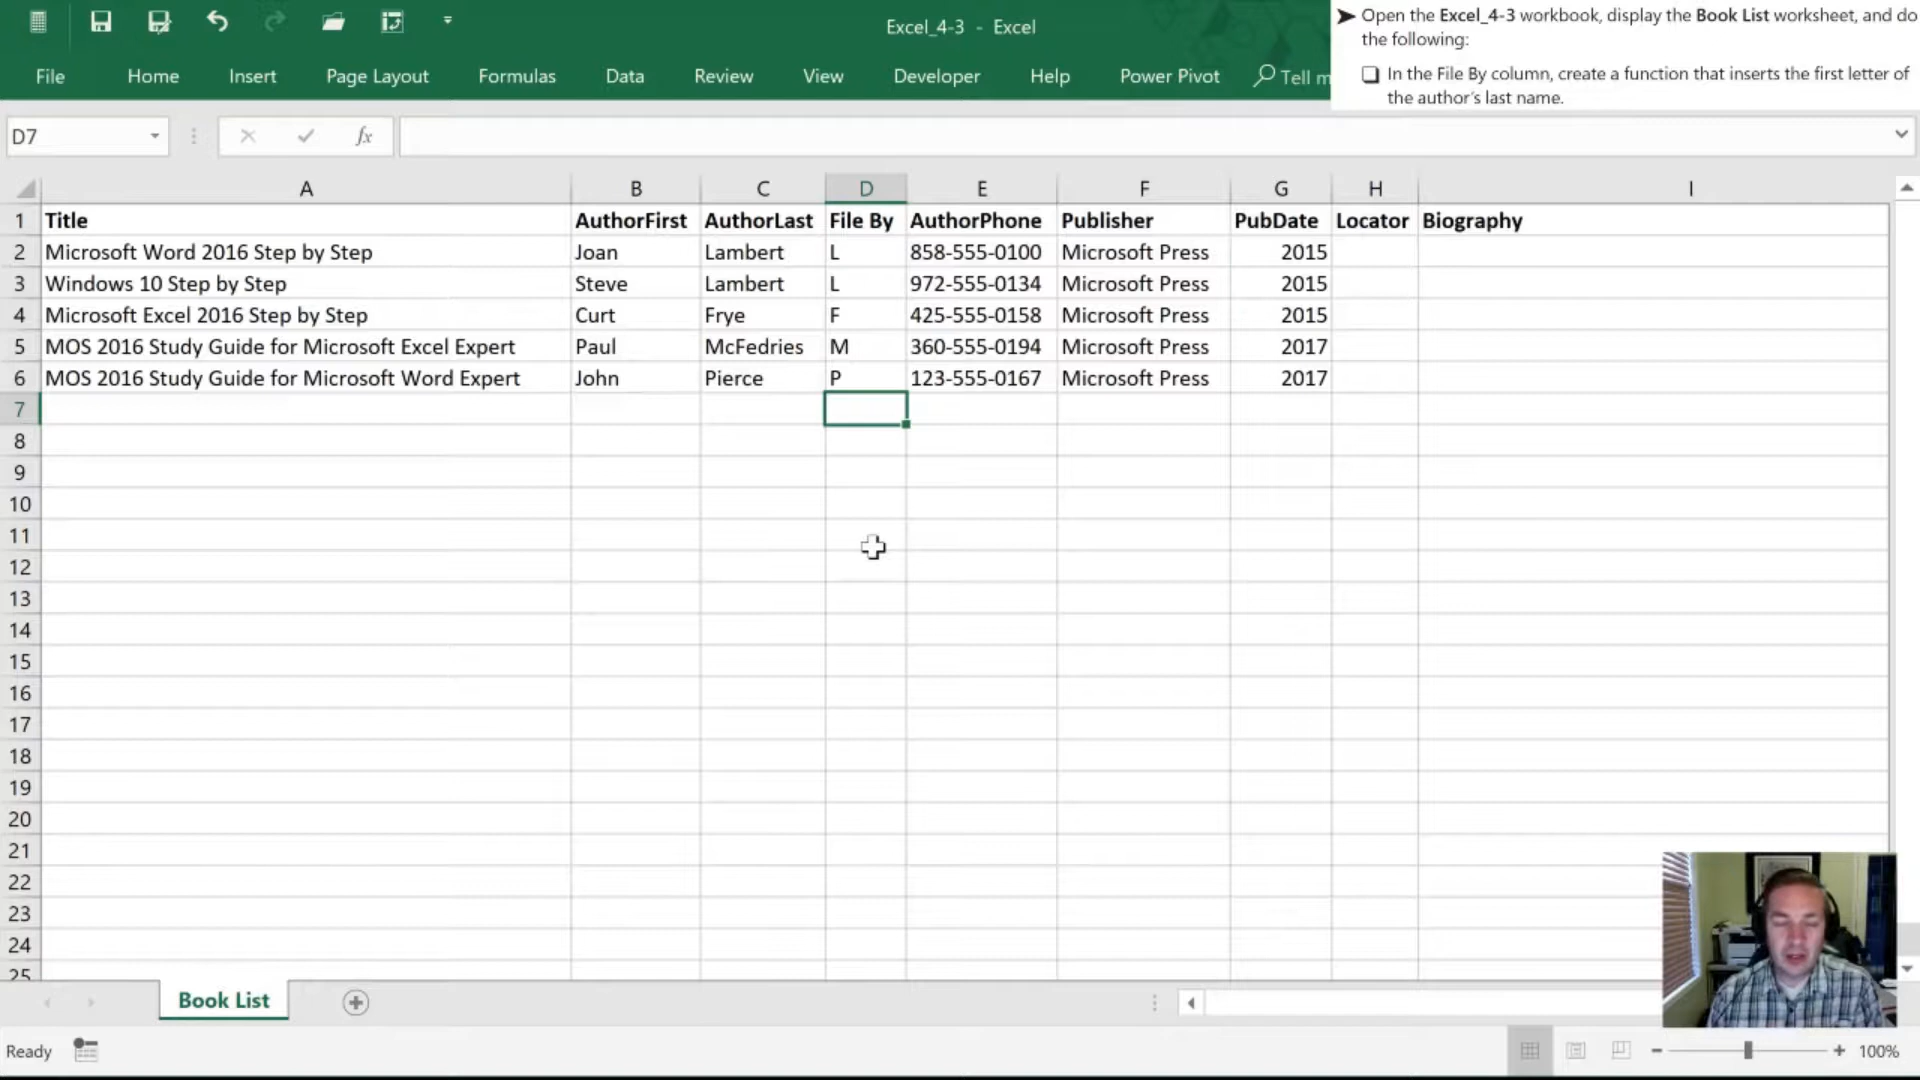 Excel_4-3 - Excel
➤ Open the Excel_4-3 workbook, display the Book List worksheet, and do
the following:
❏ In the File By column, create a function that inserts the first letter of
the author's last name.
File Home Insert Page Layout Formulas Data Review View Developer Help Power Pivot Tell m
D7 fx
A B C D E F G H I
1 Title AuthorFirst AuthorLast File By AuthorPhone Publisher PubDate Locator Biography
2 Microsoft Word 2016 Step by Step Joan Lambert L 858-555-0100 Microsoft Press 2015
3 Windows 10 Step by Step Steve Lambert L 972-555-0134 Microsoft Press 2015
4 Microsoft Excel 2016 Step by Step Curt Frye F 425-555-0158 Microsoft Press 2015
5 MOS 2016 Study Guide for Microsoft Excel Expert Paul McFedries M 360-555-0194 Microsoft Press 2017
6 MOS 2016 Study Guide for Microsoft Word Expert John Pierce P 123-555-0167 Microsoft Press 2017
7
8
9
10
11
12
13
14
15
16
17
18
19
20
21
22
23
24
25
Book List
Ready 100%